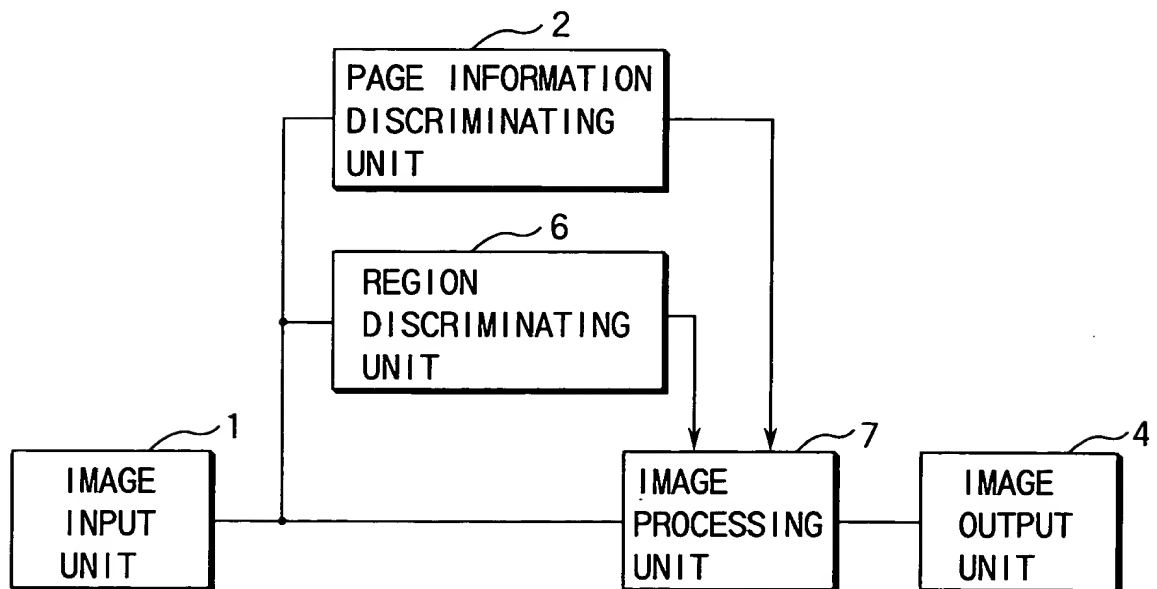 2
PAGE INFORMATION
DISCRIMINATING
UNIT
6
REGION
DISCRIMINATING
UNIT
1
IMAGE
INPUT
UNIT
7
IMAGE
PROCESSING
UNIT
4
IMAGE
OUTPUT
UNIT